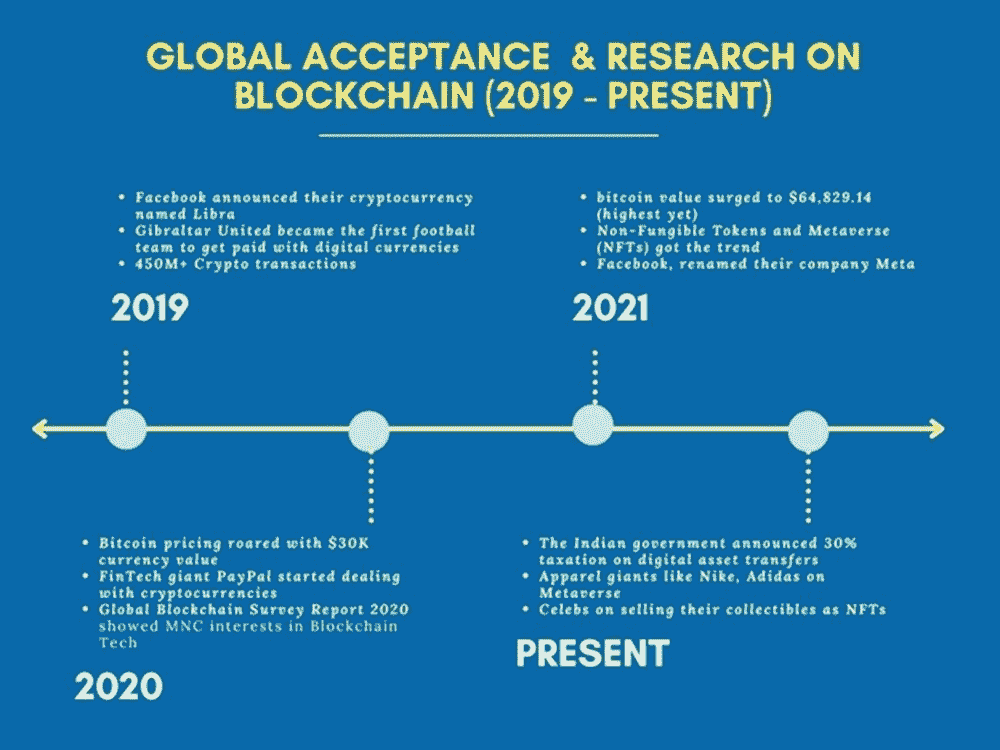 GLOBAL ACCEPTANCE & RESEARCH ON
BLOCKCHAIN (2019 - PRESENT)
• Facebook announced their cryptocurrency
named Libra
• Gibraltar United became the first football
team to get paid with digital currencies
• 450M+ Crypto transactions
2019
• bitcoin value surged to $64,829.14
(highest yet)
• Non-Fungible Tokens and Metaverse
(NFTs) got the trend
• Facebook, renamed their company Meta
2021
• Bitcoin pricing roared with $30K
currency value
• FinTech giant PayPal started dealing
with cryptocurrencies
• Global Blockchain Survey Report 2020
showed MNC interests in Blockchain
Tech
2020
• The Indian government announced 30%
taxation on digital asset transfers
• Apparel giants like Nike, Adidas on
Metaverse
• Celebs on selling their collectibles as NFTs
PRESENT